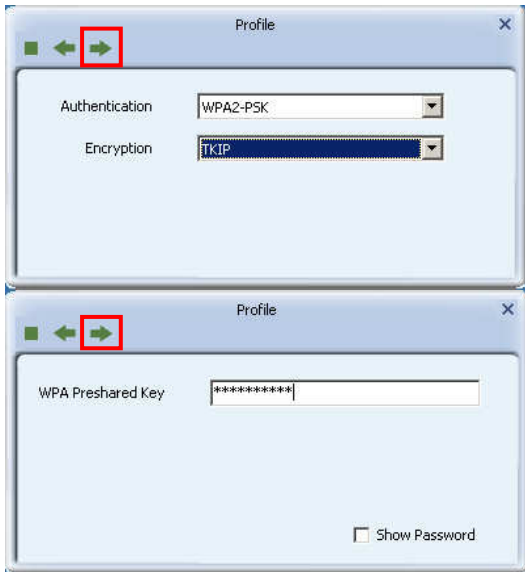 Profile
Authentication WPA2-PSK
Encryption TKIP
Profile
WPA Preshared Key **********
Show Password